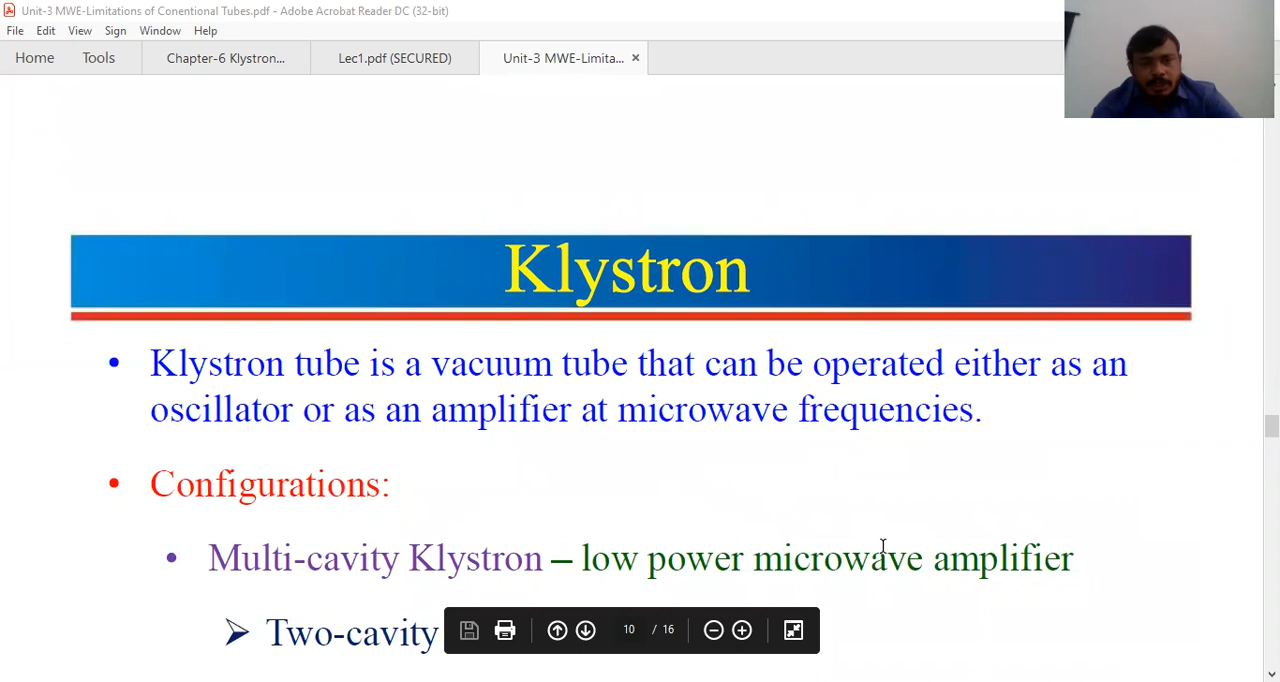 Unit-3 MWE-Limitations of Conentional Tubes.pdf - Adobe Acrobat Reader DC (32-bit)
File Edit View Sign Window Help
Home Tools Chapter-6 Klystron... Lec1.pdf (SECURED) Unit-3 MWE-Limita... ×
Klystron
• Klystron tube is a vacuum tube that can be operated either as an
oscillator or as an amplifier at microwave frequencies.
• Configurations:
• Multi-cavity Klystron – low power microwave amplifier
➢ Two-cavity
10 / 16